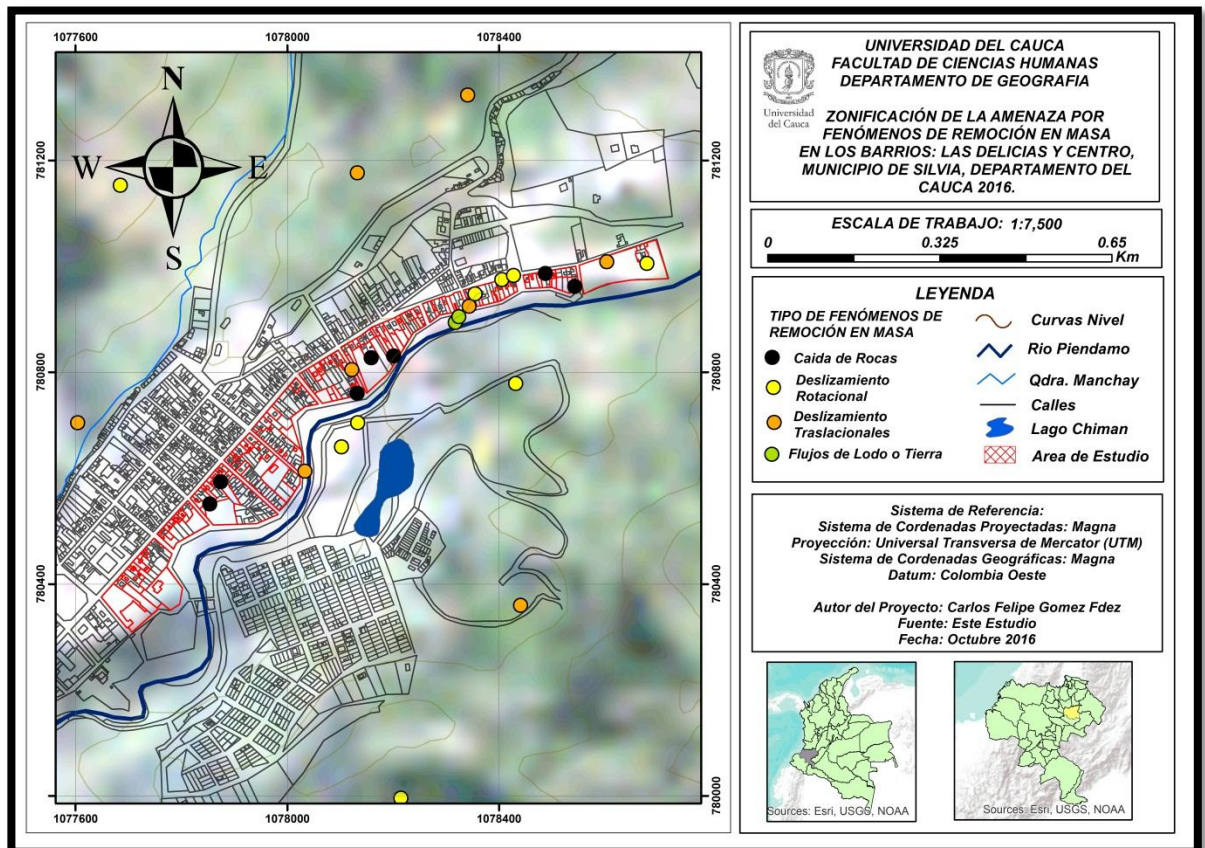 1077600 1078000 1078400
N
W E
S
781200 781200
780800 780800
780400 780400
780000
1077600 1078000 1078400
Universidad
del Cauca
UNIVERSIDAD DEL CAUCA
FACULTAD DE CIENCIAS HUMANAS
DEPARTAMENTO DE GEOGRAFIA
ZONIFICACIÓN DE LA AMENAZA POR
FENÓMENOS DE REMOCIÓN EN MASA
EN LOS BARRIOS: LAS DELICIAS Y CENTRO,
MUNICIPIO DE SILVIA, DEPARTAMENTO DEL
CAUCA 2016.
ESCALA DE TRABAJO: 1:7,500
0 0.325 0.65
Km
LEYENDA
TIPO DE FENÓMENOS DE
REMOCIÓN EN MASA
Caida de Rocas
Deslizamiento
Rotacional
Deslizamiento
Traslacionales
Flujos de Lodo o Tierra
Curvas Nivel
Rio Piendamo
Qdra. Manchay
Calles
Lago Chiman
Area de Estudio
Sistema de Referencia:
Sistema de Cordenadas Proyectadas: Magna
Proyección: Universal Transversa de Mercator (UTM)
Sistema de Cordenadas Geográficas: Magna
Datum: Colombia Oeste
Autor del Proyecto: Carlos Felipe Gomez Fdez
Fuente: Este Estudio
Fecha: Octubre 2016
Sources: Esri, USGS, NOAA
Sources: Esri, USGS, NOAA